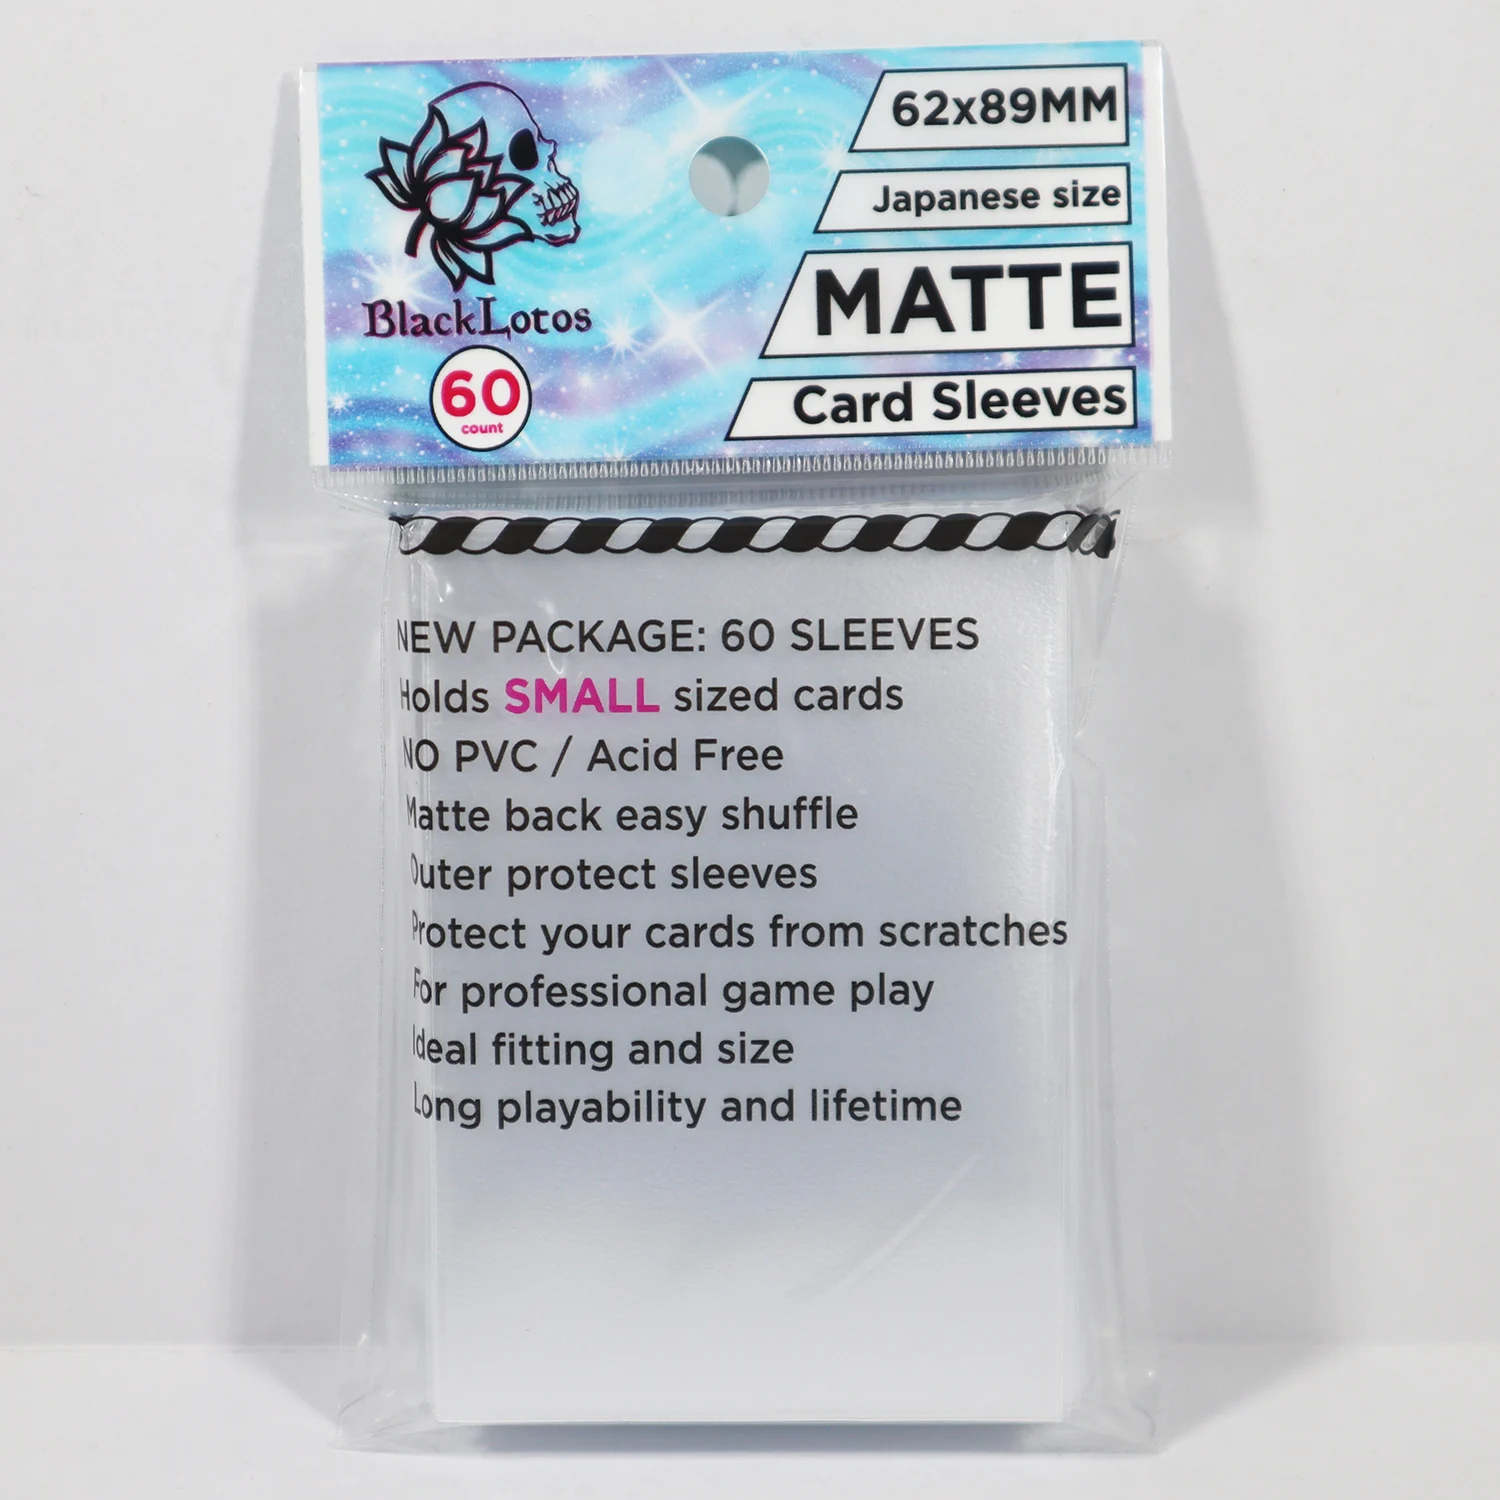 BlackLotos
60
count
62x89MM
Japanese size
MATTE
Card Sleeves
NEW PACKAGE: 60 SLEEVES
Holds SMALL sized cards
NO PVC / Acid Free
Matte back easy shuffle
Outer protect sleeves
Protect your cards from scratches
For professional game play
Ideal fitting and size
Long playability and lifetime